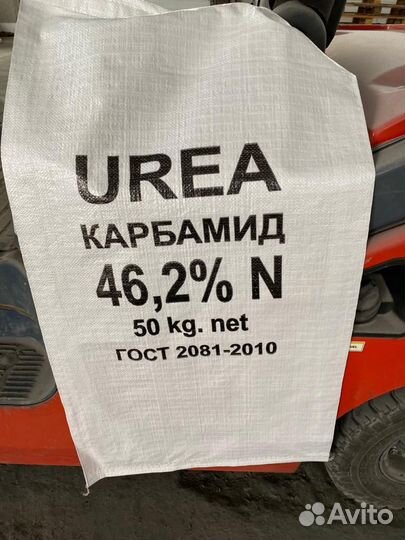 UREA
КАРБАМИД
46,2% N
50 kg. net
ГОСТ 2081-2010
Avito